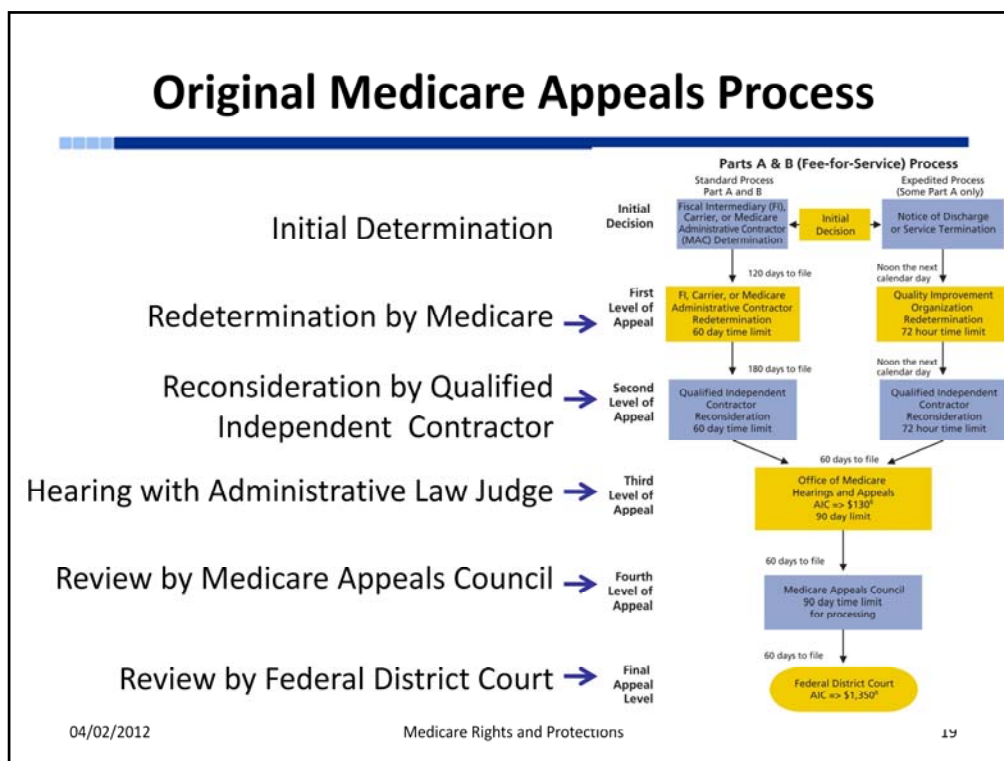 Original Medicare Appeals Process
Parts A & B (Fee-for-Service) Process
Standard Process
Part A and B
Expedited Process
(Some Part A only)
Initial Determination
Initial
Decision
Fiscal Intermediary (FI),
Carrier, or Medicare
Administrative Contractor
(MAC) Determination
Initial
Decision
Notice of Discharge
or Service Termination
120 days to file
Noon the next
calendar day
Redetermination by Medicare
First
Level of
Appeal
FI, Carrier, or Medicare
Administrative Contractor
Redetermination
60 day time limit
Quality Improvement
Organization
Redetermination
72 hour time limit
180 days to file
Noon the next
calendar day
Reconsideration by Qualified
Independent Contractor
Second
Level of
Appeal
Qualified Independent
Contractor
Reconsideration
60 day time limit
Qualified Independent
Contractor
Reconsideration
72 hour time limit
60 days to file
Hearing with Administrative Law Judge
Third
Level of
Appeal
Office of Medicare
Hearings and Appeals
AIC => $130
90 day limit
60 days to file
Review by Medicare Appeals Council
Fourth
Level of
Appeal
Medicare Appeals Council
90 day time limit
for processing
60 days to file
Review by Federal District Court
Final
Appeal
Level
Federal District Court
AIC => $1,350
04/02/2012
Medicare Rights and Protections
19